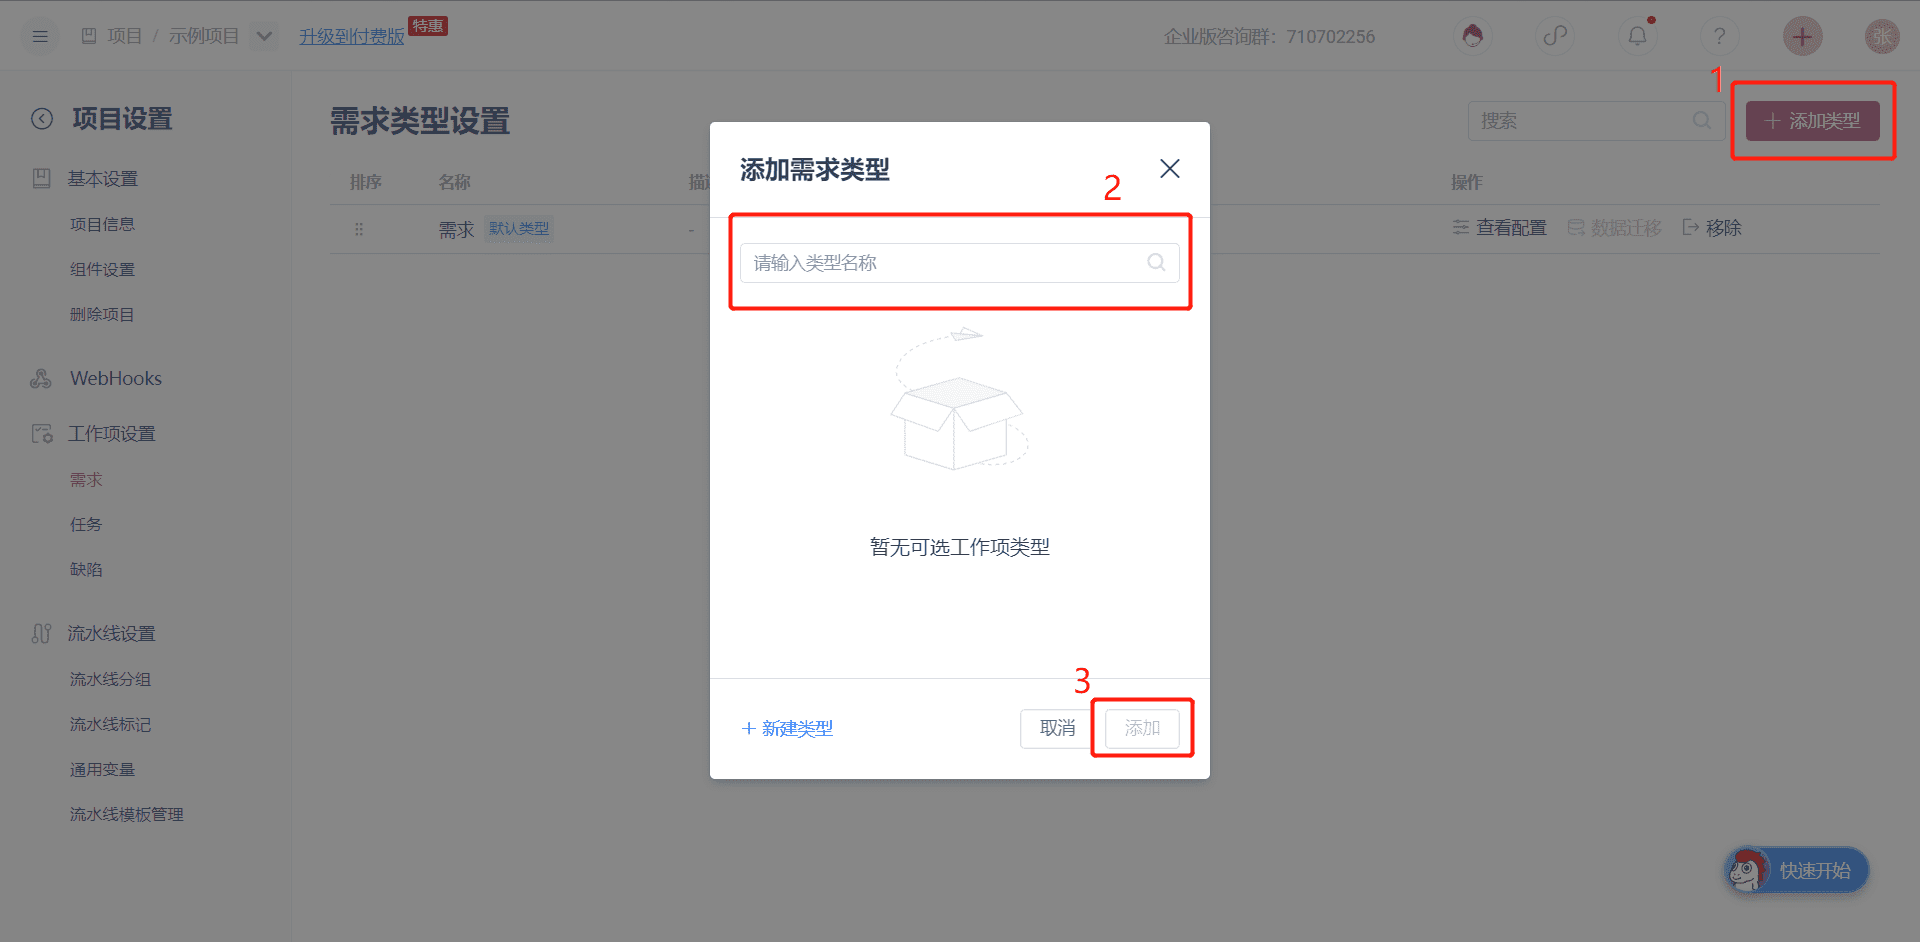 项目 / 示例项目 升级到付费版 特惠 企业版咨询群：710702256 ? 张
1
项目设置
基本设置
项目信息
组件设置
删除项目
WebHooks
工作项设置
需求
任务
缺陷
流水线设置
流水线分组
流水线标记
通用变量
流水线模板管理
需求类型设置
搜索
添加类型
排序 名称 操作
需求 默认类型 - 查看配置 数据迁移 移除
添加需求类型
2
请输入类型名称
暂无可选工作项类型
3
新建类型 取消 添加
快速开始